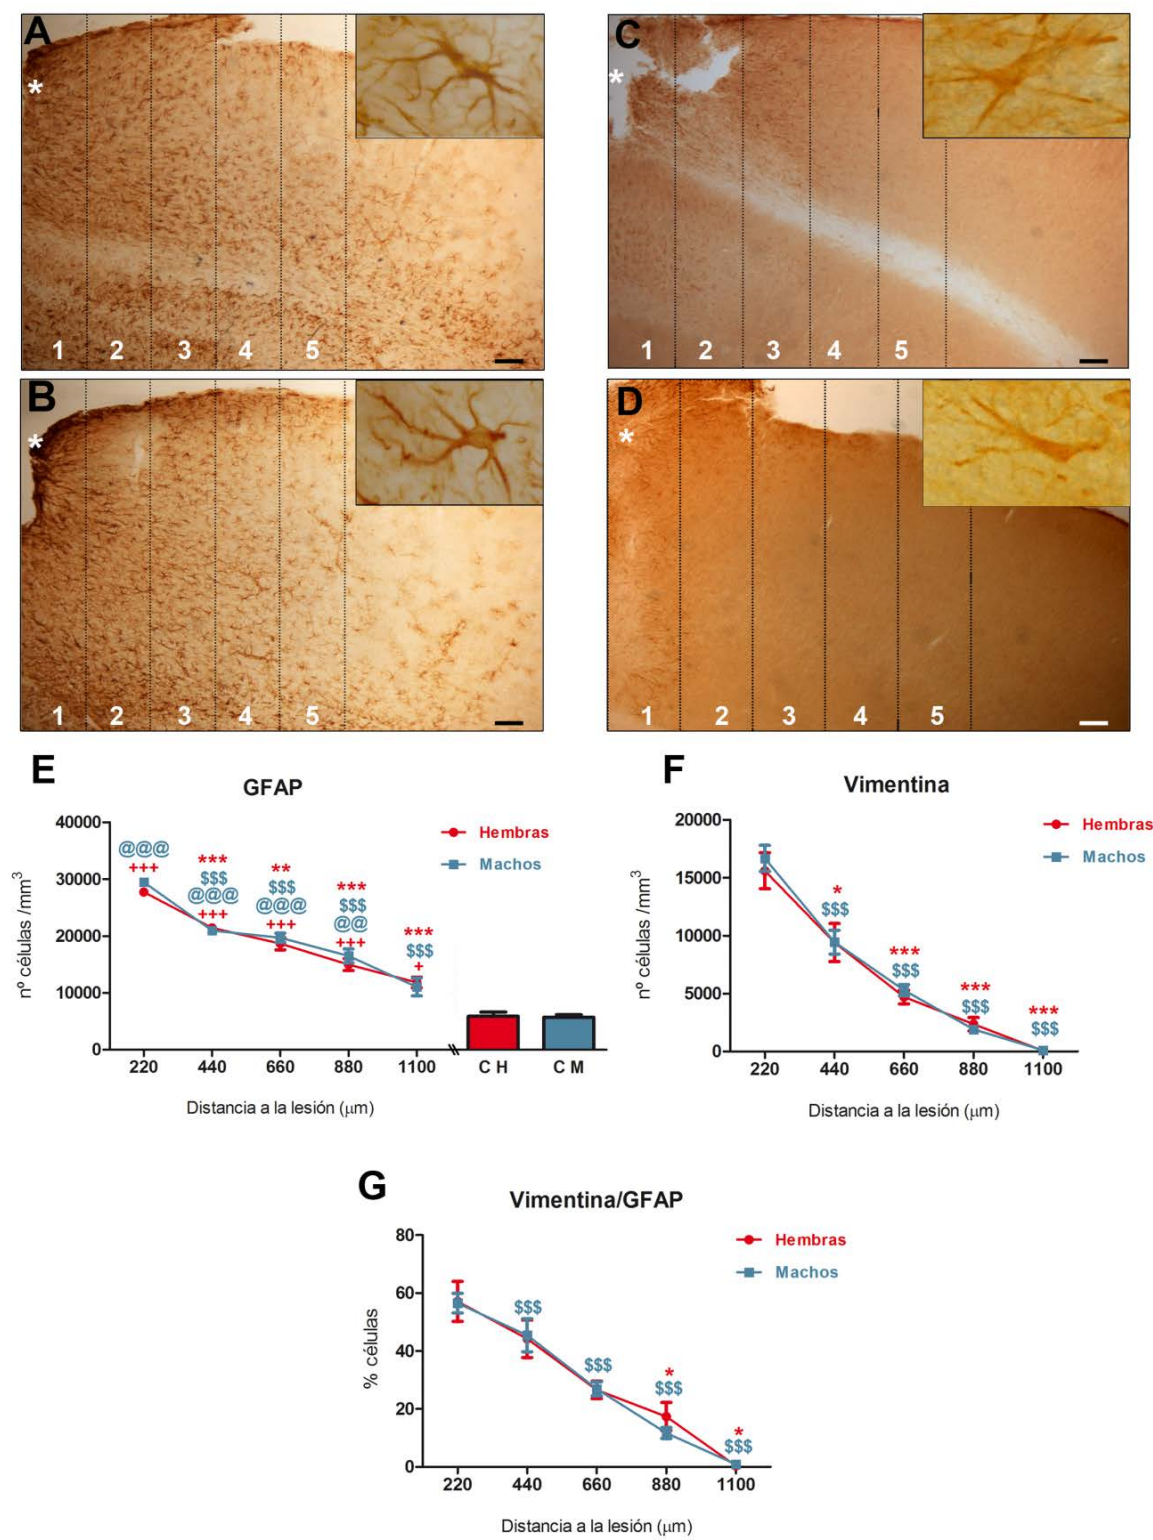 A
*
1 2 3 4 5
C
*
1 2 3 4 5
B
*
1 2 3 4 5
D
*
1 2 3 4 5
E
GFAP
nº células /mm³
40000
30000
20000
10000
0
@@@
+++
***
$$$
@@@
+++
**
$$$
@@@
+++
***
$$$
@@
+++
***
$$$
+
Hembras
Machos
220 440 660 880 1100 C H C M
Distancia a la lesión (μm)
F
Vimentina
nº células /mm³
20000
15000
10000
5000
0
*
$$$
***
$$$
***
$$$
***
$$$
Hembras
Machos
220 440 660 880 1100
Distancia a la lesión (μm)
G
Vimentina/GFAP
% células
80
60
40
20
0
$$$
$$$
*
$$$
*
$$$
Hembras
Machos
220 440 660 880 1100
Distancia a la lesión (μm)